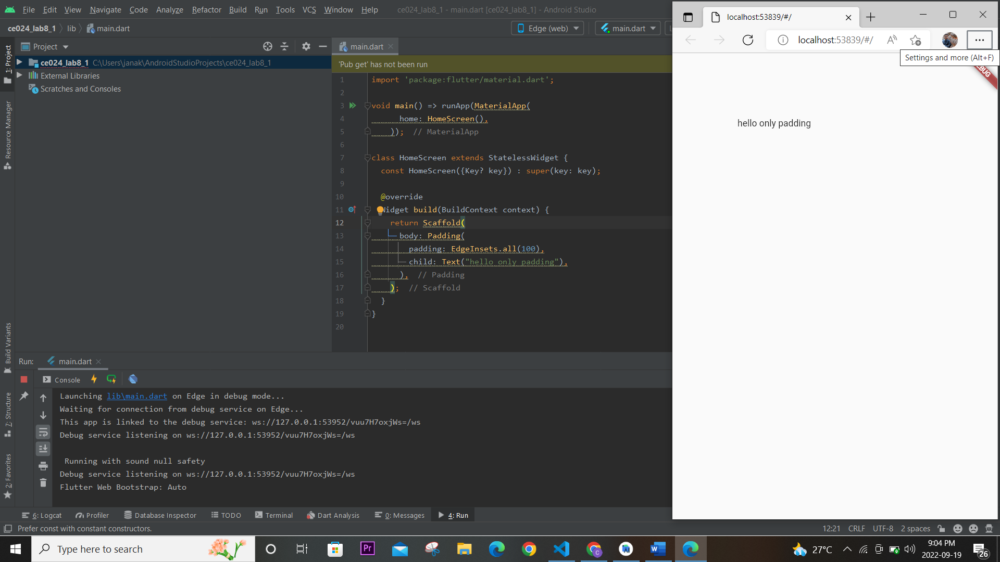 File Edit View Navigate Code Analyze Refactor Build Run Tools VCS Window Help ce024_lab8_1 - main.dart [ce024_lab8_1] - Android Studio
ce024_lab8_1 lib main.dart Edge (web) main.dart
Project main.dart
'Pub get' has not been run
ce024_lab8_1 C:\Users\janak\AndroidStudioProjects\ce024_lab8_1
External Libraries
Scratches and Consoles
1: Project
Resource Manager
Build Variants
7: Structure
2: Favorites
1 import 'package:flutter/material.dart';
2
3 void main() => runApp(MaterialApp(
4 home: HomeScreen(),
5 )); // MaterialApp
6
7 class HomeScreen extends StatelessWidget {
8 const HomeScreen({Key? key}) : super(key: key);
9
10 @override
11 Widget build(BuildContext context) {
12 return Scaffold(
13 body: Padding(
14 padding: EdgeInsets.all(100),
15 child: Text("hello only padding"),
16 ), // Padding
17 ); // Scaffold
18 }
19 }
20
Run: main.dart
Console
Launching lib\main.dart on Edge in debug mode...
Waiting for connection from debug service on Edge...
This app is linked to the debug service: ws://127.0.0.1:53952/vuu7H7oxjWs=/ws
Debug service listening on ws://127.0.0.1:53952/vuu7H7oxjWs=/ws
Running with sound null safety
Debug service listening on ws://127.0.0.1:53952/vuu7H7oxjWs=/ws
Flutter Web Bootstrap: Auto
6: Logcat Profiler Database Inspector TODO Terminal Dart Analysis 0: Messages 4: Run
Prefer const with constant constructors. 12:21 CRLF UTF-8 2 spaces
localhost:53839/#/
localhost:53839/#/
Settings and more (Alt+F)
hello only padding
Type here to search
Pr
27°C
9:04 PM
2022-09-19
26